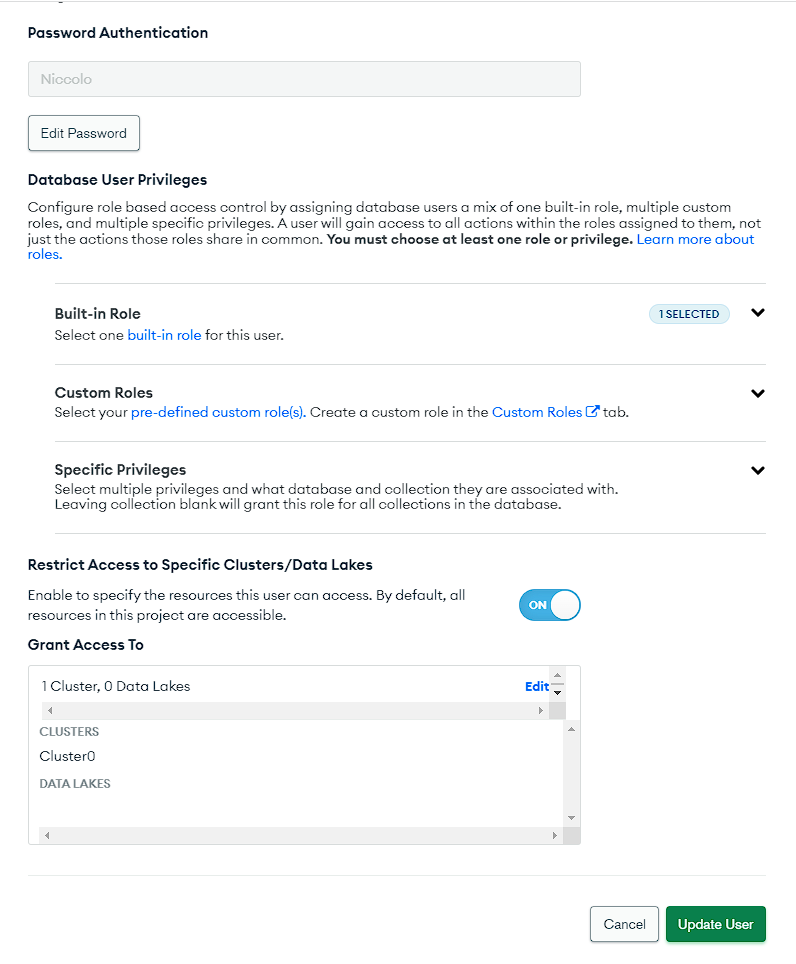 Password Authentication
Niccolo
Edit Password
Database User Privileges
Configure role based access control by assigning database users a mix of one built-in role, multiple custom
roles, and multiple specific privileges. A user will gain access to all actions within the roles assigned to them, not
just the actions those roles share in common. You must choose at least one role or privilege. Learn more about
roles.
Built-in Role
1 SELECTED
Select one built-in role for this user.
Custom Roles
Select your pre-defined custom role(s). Create a custom role in the Custom Roles tab.
Specific Privileges
Select multiple privileges and what database and collection they are associated with.
Leaving collection blank will grant this role for all collections in the database.
Restrict Access to Specific Clusters/Data Lakes
Enable to specify the resources this user can access. By default, all
resources in this project are accessible.
ON
Grant Access To
1 Cluster, 0 Data Lakes
Edit
CLUSTERS
Cluster0
DATA LAKES
Cancel
Update User